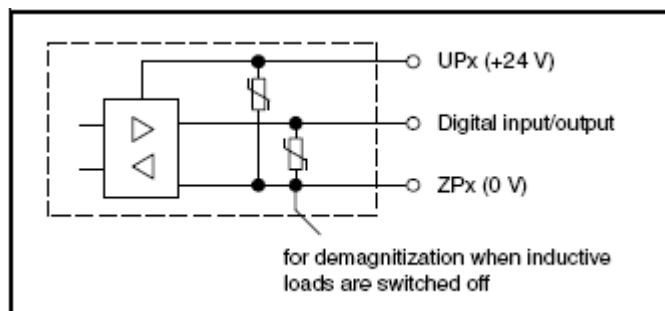 UPx (+24 V)
Digital input/output
ZPx (0 V)
for demagnitization when inductive
loads are switched off